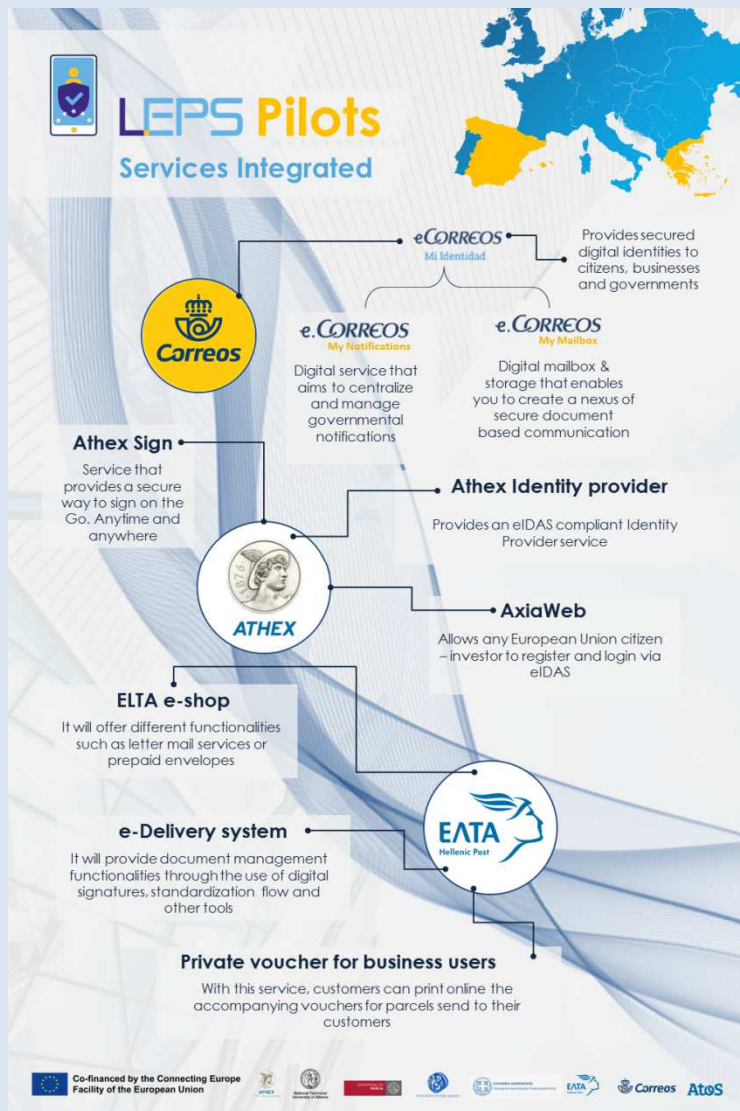 LEPS Pilots
Services Integrated
eCORREOS
Mi Identidad
Provides secured
digital identities to
citizens, businesses
and governments
Correos
e.CORREOS
My Notifications
Digital service that
aims to centralize
and manage
governmental
notifications
e.CORREOS
My Mailbox
Digital mailbox &
storage that enables
you to create a nexus of
secure document
based communication
Athex Sign
Service that
provides a secure
way to sign on the
Go. Anytime and
anywhere
Athex Identity provider
Provides an eIDAS compliant Identity
Provider service
1876
ATHEX
AxiaWeb
Allows any European Union citizen
– investor to register and login via
eIDAS
ELTA e-shop
It will offer different functionalities
such as letter mail services or
prepaid envelopes
ΕΛΤΑ
Hellenic Post
e-Delivery system
It will provide document management
functionalities through the use of digital
signatures, standardization flow and
other tools
Private voucher for business users
With this service, customers can print online the
accompanying vouchers for parcels send to their
customers
Co-financed by the Connecting Europe
Facility of the European Union
ATHEX
National Technical
University of Athens
ΕΛΤΑ
Correos
Atos